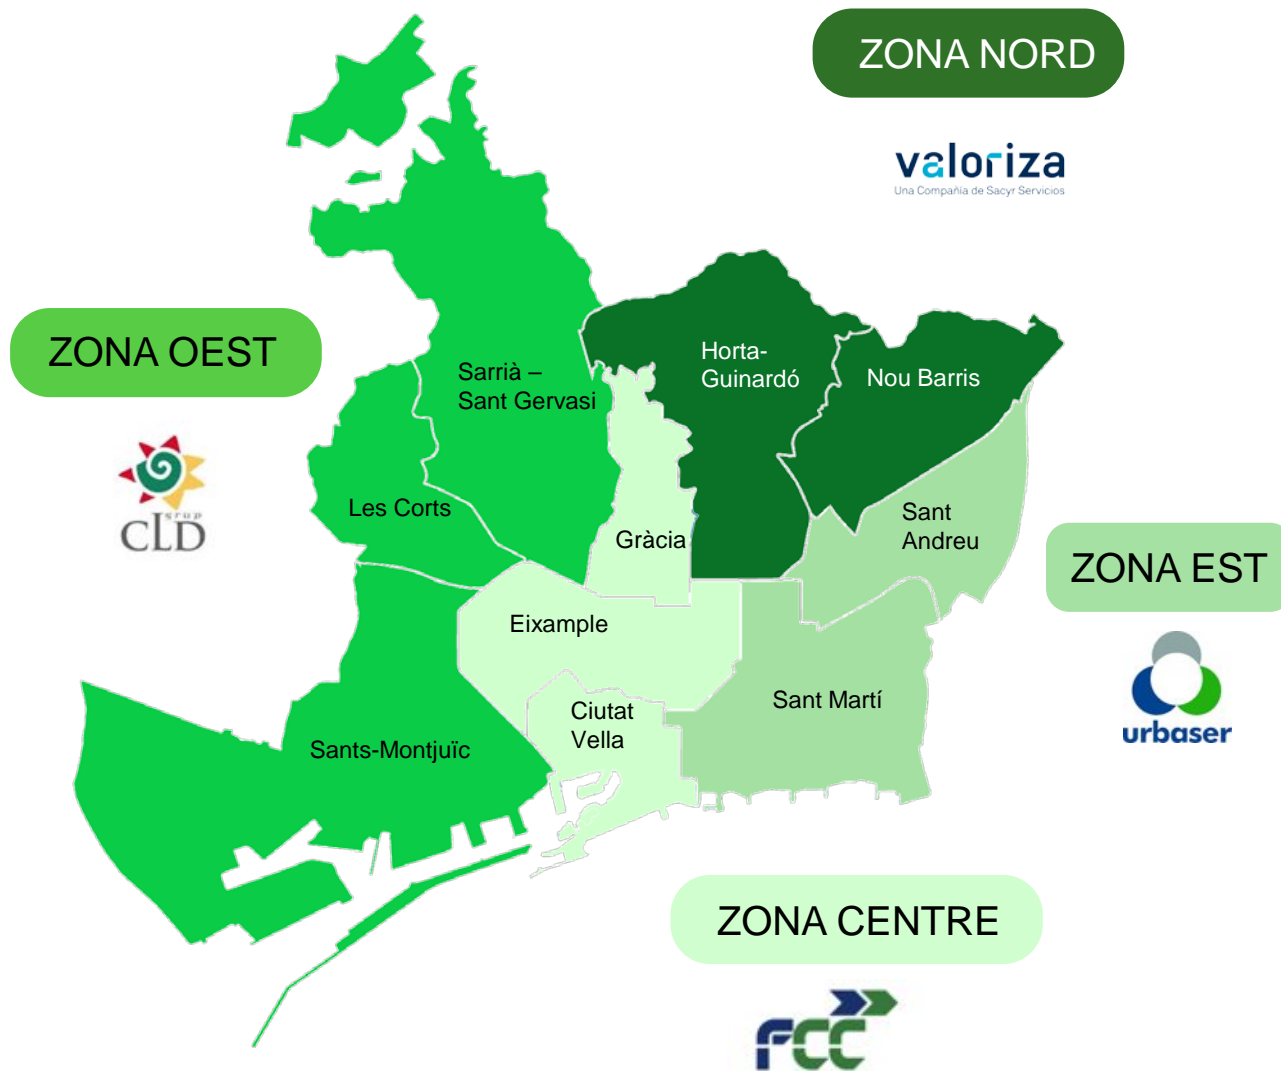 ZONA NORD
valoriza
Una Compañía de Sacyr Servicios
ZONA OEST
grup
CLD
Sarrià –
Sant Gervasi
Horta-
Guinardó
Nou Barris
Les Corts
Gràcia
Sant
Andreu
ZONA EST
urbaser
Eixample
Ciutat
Vella
Sant Martí
Sants-Montjuïc
ZONA CENTRE
FCC